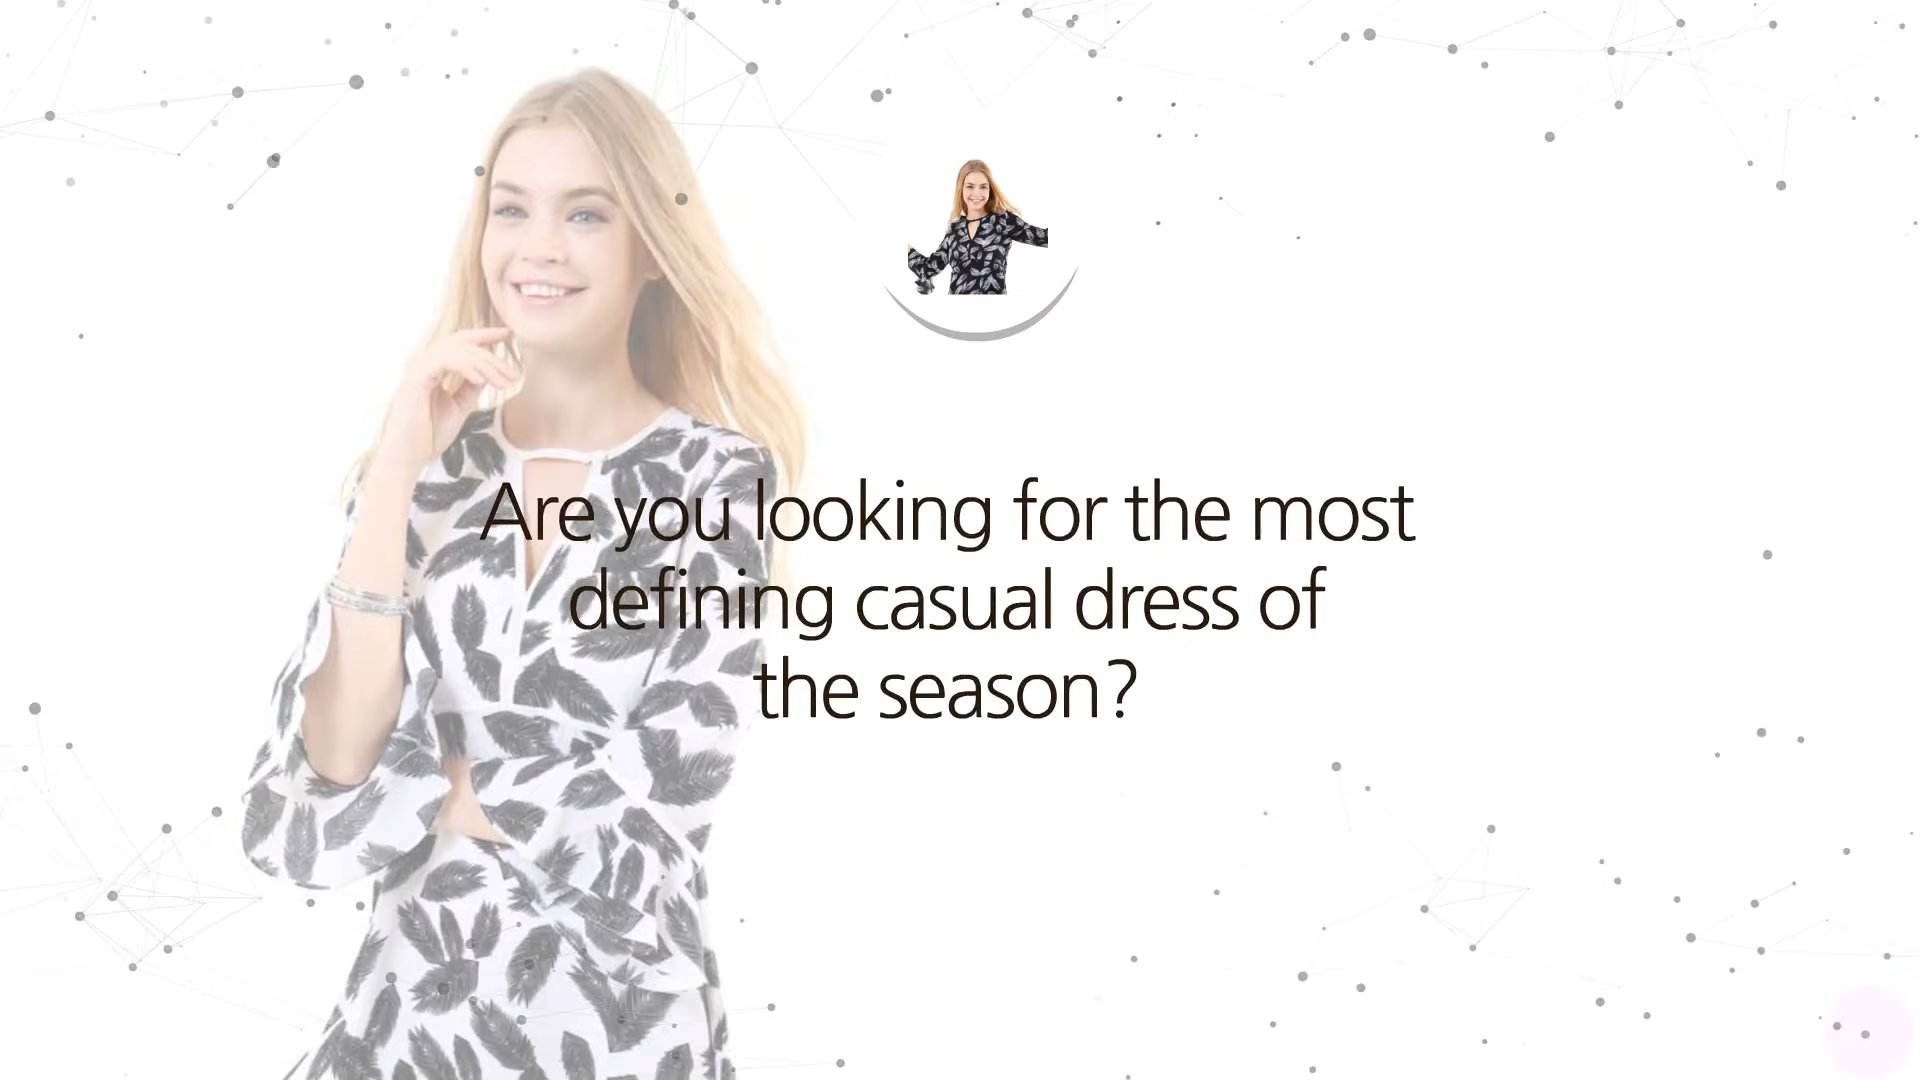 Are you looking for the most
defining casual dress of
the season?